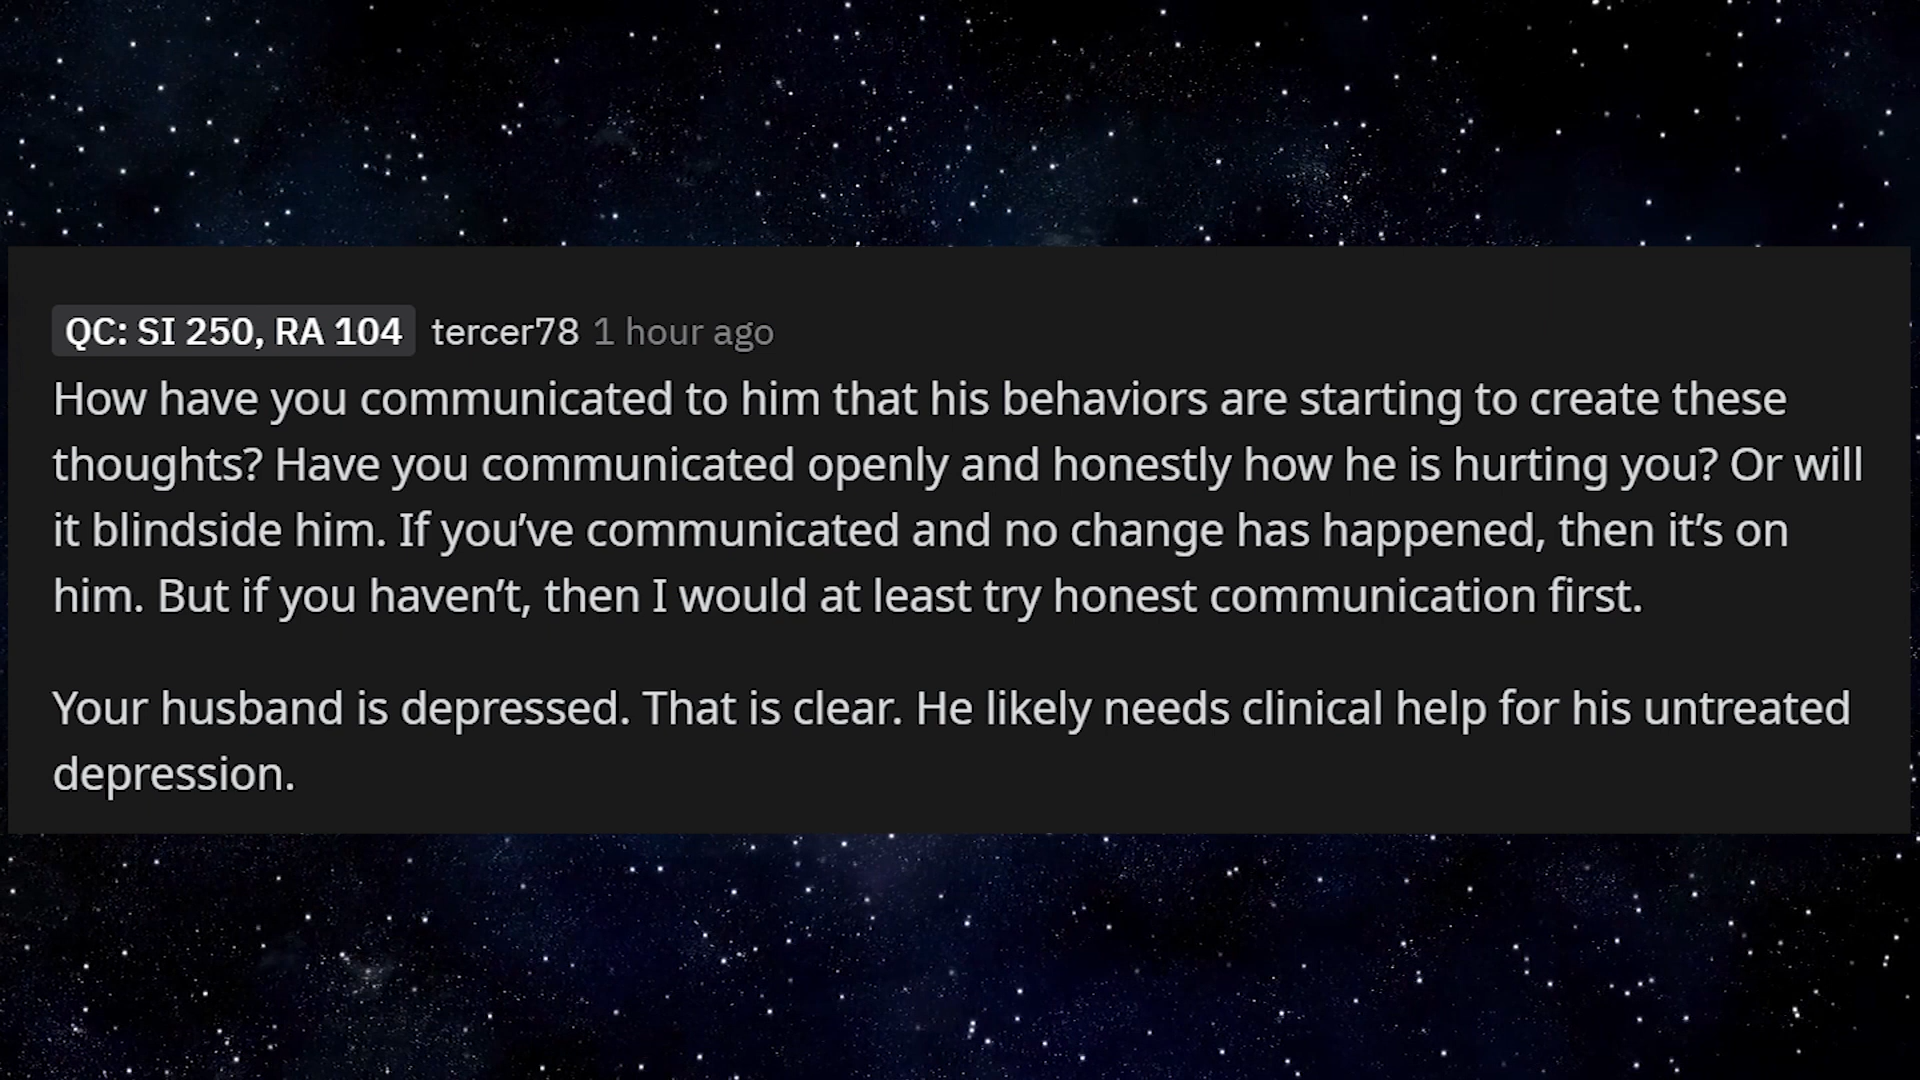 QC: SI 250, RA 104 tercer78 1 hour ago
How have you communicated to him that his behaviors are starting to create these
thoughts? Have you communicated openly and honestly how he is hurting you? Or will
it blindside him. If you’ve communicated and no change has happened, then it’s on
him. But if you haven’t, then I would at least try honest communication first.
Your husband is depressed. That is clear. He likely needs clinical help for his untreated
depression.